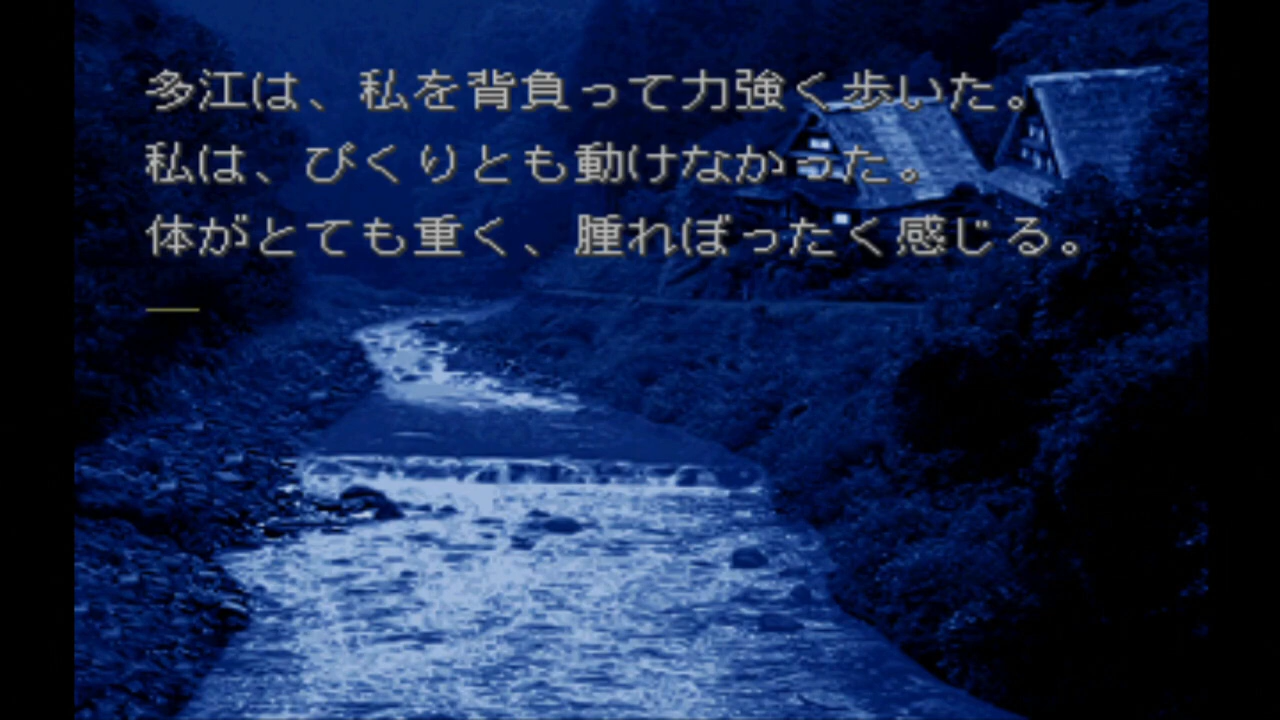 多江は、私を背負って力強く歩いた。
私は、ぴくりとも動けなかった。
体がとても重く、腫れぼったく感じる。